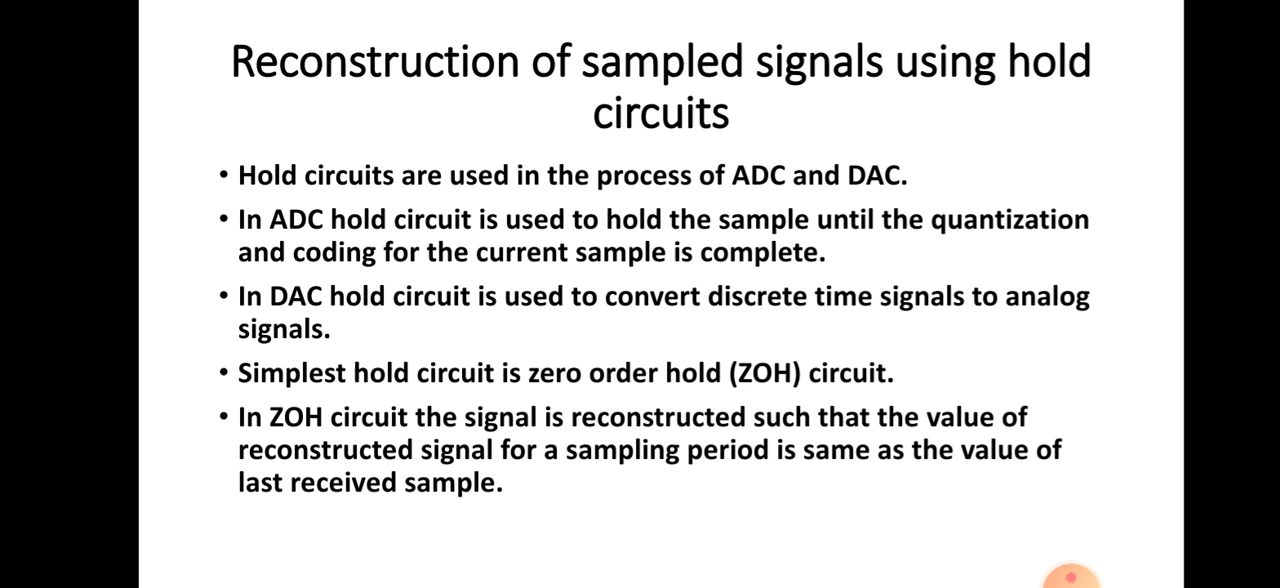 Reconstruction of sampled signals using hold
circuits
• Hold circuits are used in the process of ADC and DAC.
• In ADC hold circuit is used to hold the sample until the quantization
and coding for the current sample is complete.
• In DAC hold circuit is used to convert discrete time signals to analog
signals.
• Simplest hold circuit is zero order hold (ZOH) circuit.
• In ZOH circuit the signal is reconstructed such that the value of
reconstructed signal for a sampling period is same as the value of
last received sample.